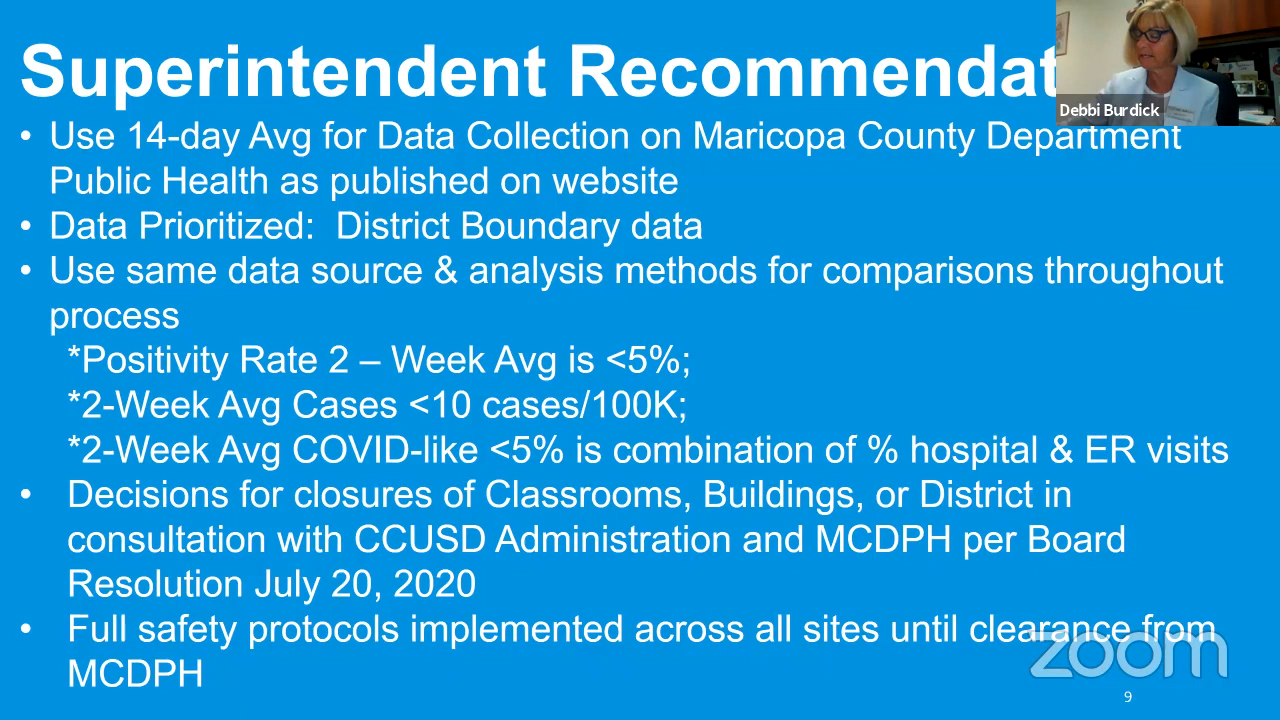 Superintendent Recommendat
Debbi Burdick
• Use 14-day Avg for Data Collection on Maricopa County Department
Public Health as published on website
• Data Prioritized:  District Boundary data
• Use same data source & analysis methods for comparisons throughout
process
*Positivity Rate 2 – Week Avg is <5%;
*2-Week Avg Cases <10 cases/100K;
*2-Week Avg COVID-like <5% is combination of % hospital & ER visits
• Decisions for closures of Classrooms, Buildings, or District in
consultation with CCUSD Administration and MCDPH per Board
Resolution July 20, 2020
• Full safety protocols implemented across all sites until clearance from
MCDPH
zoom
9